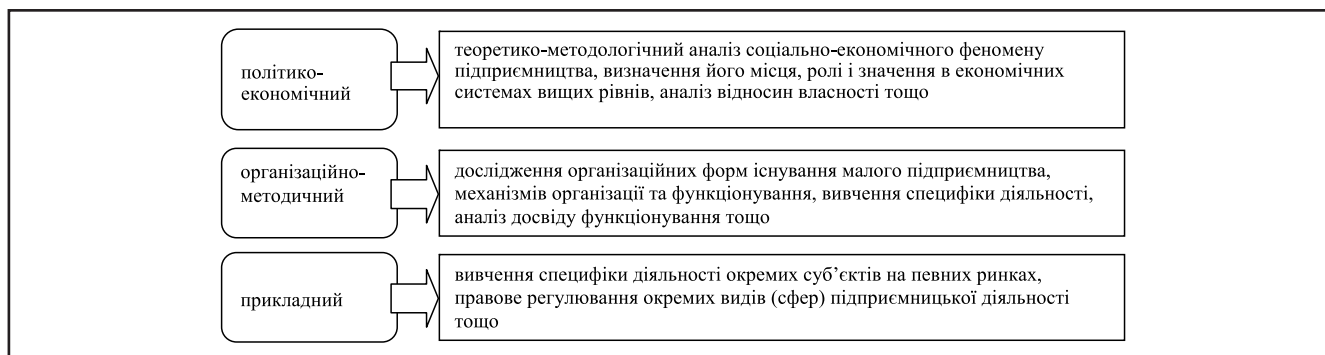 політико-
економічний
теоретико-методологічний аналіз соціально-економічного феномену
підприємництва, визначення його місця, ролі і значення в економічних
системах вищих рівнів, аналіз відносин власності тощо
організаційно-
методичний
дослідження організаційних форм існування малого підприємництва,
механізмів організації та функціонування, вивчення специфіки діяльності,
аналіз досвіду функціонування тощо
прикладний
вивчення специфіки діяльності окремих суб’єктів на певних ринках,
правове регулювання окремих видів (сфер) підприємницької діяльності
тощо